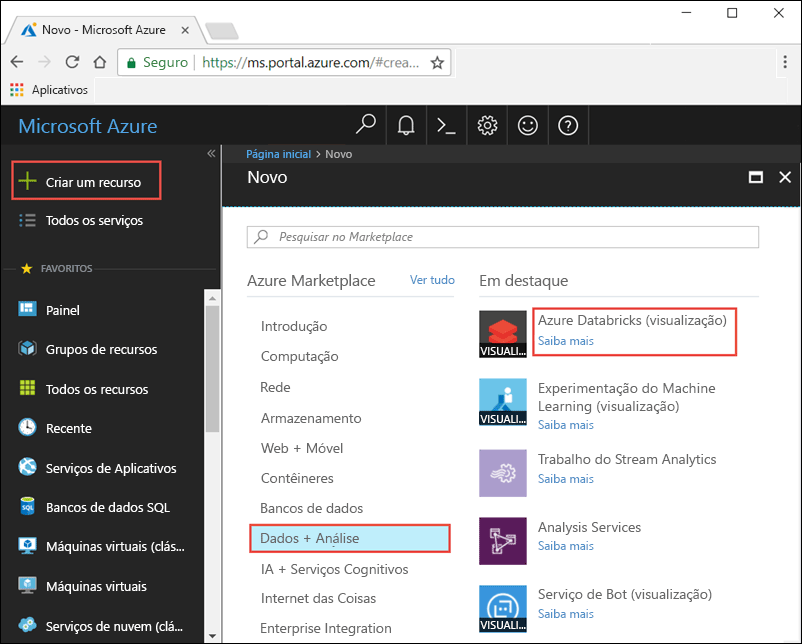 Novo - Microsoft Azure
Seguro
https://ms.portal.azure.com/#crea...
Aplicativos
Microsoft Azure
Criar um recurso
Todos os serviços
FAVORITOS
Painel
Grupos de recursos
Todos os recursos
Recente
Serviços de Aplicativos
Bancos de dados SQL
Máquinas virtuais (clás...
Máquinas virtuais
Serviços de nuvem (clá...
Página inicial > Novo
Novo
Pesquisar no Marketplace
Azure Marketplace
Ver tudo
Introdução
Computação
Rede
Armazenamento
Web + Móvel
Contêineres
Bancos de dados
Dados + Análise
IA + Serviços Cognitivos
Internet das Coisas
Enterprise Integration
Em destaque
VISUALI...
Azure Databricks (visualização)
Saiba mais
VISUALI...
Experimentação do Machine
Learning (visualização)
Saiba mais
Trabalho do Stream Analytics
Saiba mais
Analysis Services
Saiba mais
VISUALI...
Serviço de Bot (visualização)
Saiba mais